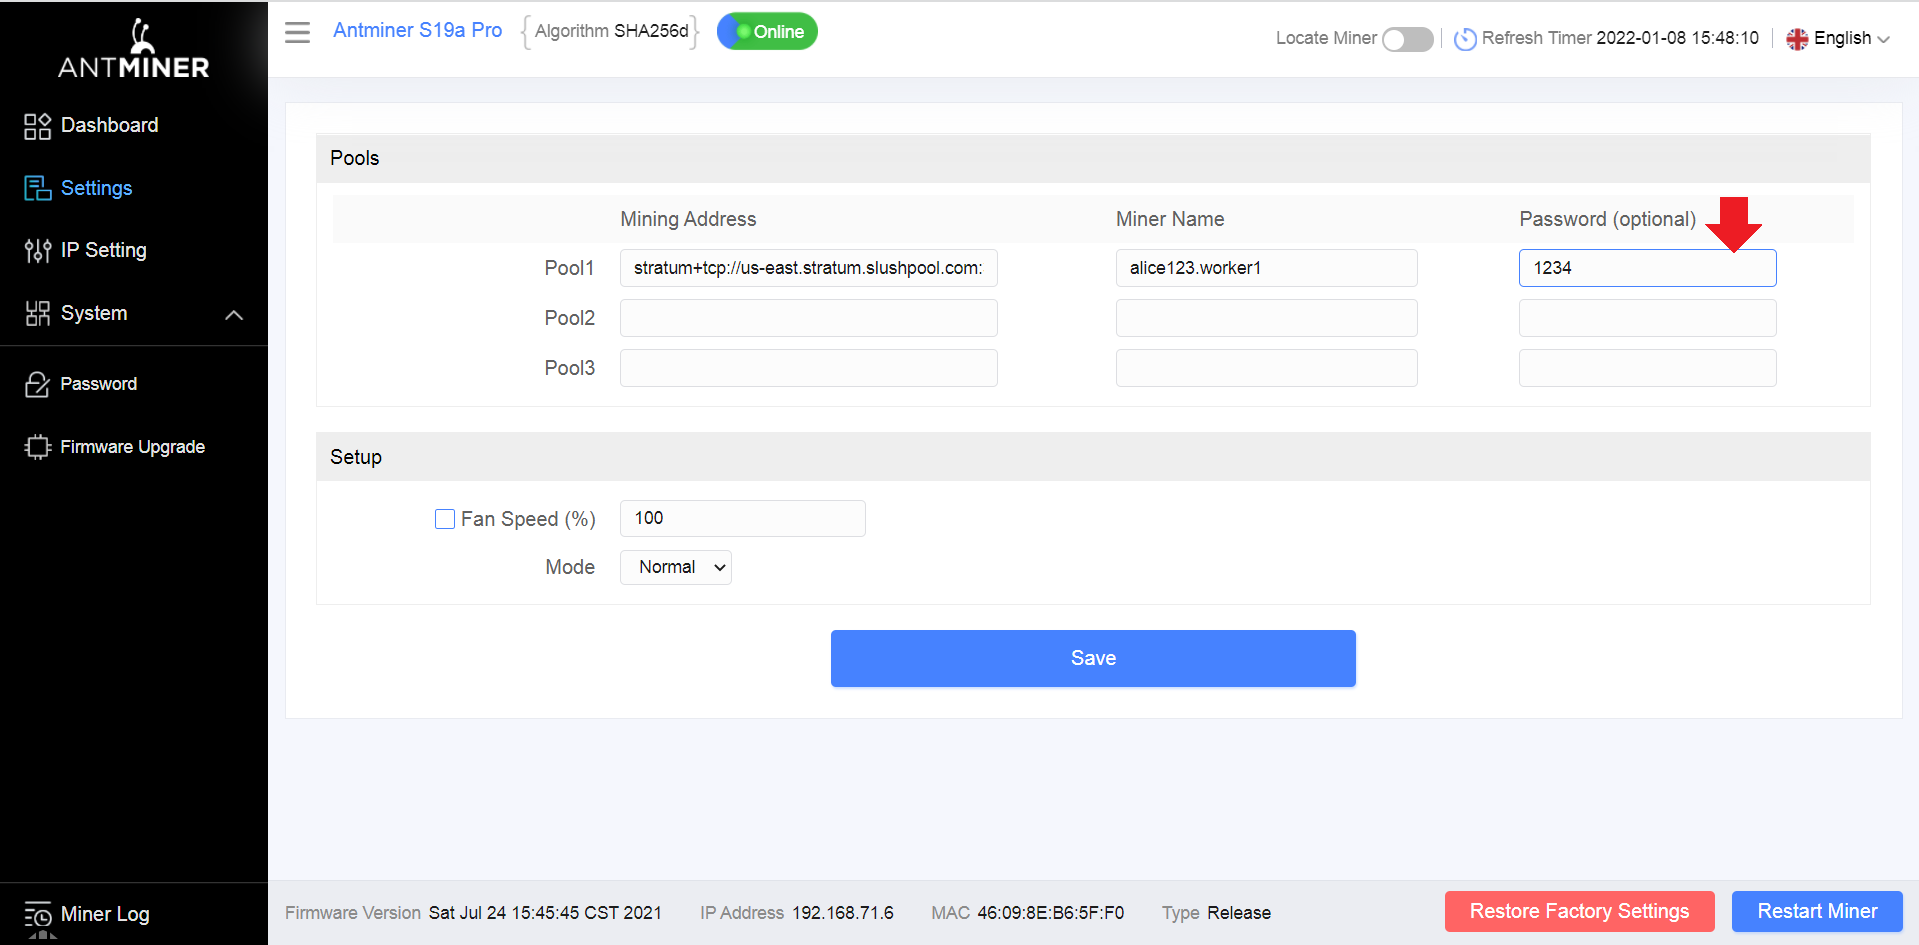 ANTMINER
Antminer S19a Pro
Algorithm SHA256d
Online
Locate Miner
Refresh Timer 2022-01-08 15:48:10
English
Dashboard
Settings
IP Setting
System
Password
Firmware Upgrade
Miner Log
Pools
Mining Address Miner Name Password (optional)
Pool1 stratum+tcp://us-east.stratum.slushpool.com: alice123.worker1 1234
Pool2
Pool3
Setup
Fan Speed (%) 100
Mode Normal
Save
Firmware Version Sat Jul 24 15:45:45 CST 2021 IP Address 192.168.71.6 MAC 46:09:8E:B6:5F:F0 Type Release
Restore Factory Settings
Restart Miner